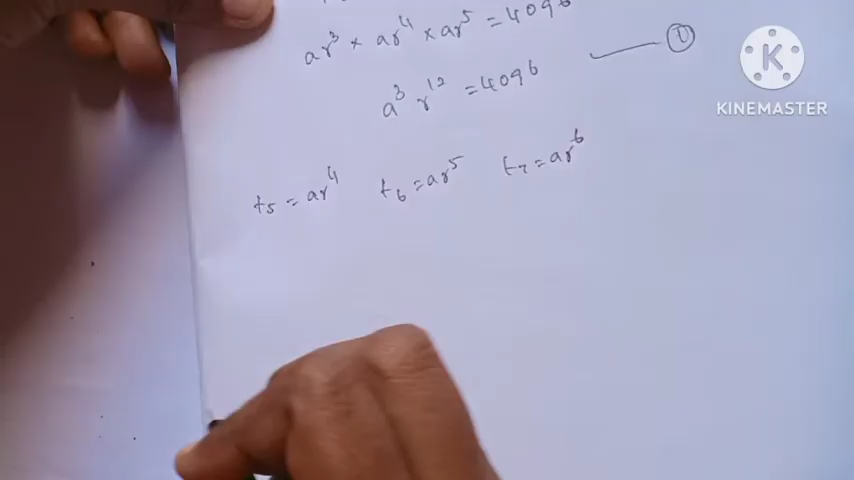 ar³ × ar⁴ × ar⁵ = 4096
a³ r¹² = 4096 ——— ①
t₅ = ar⁴ t₆ = ar⁵ t₇ = ar⁶
K
KINEMASTER